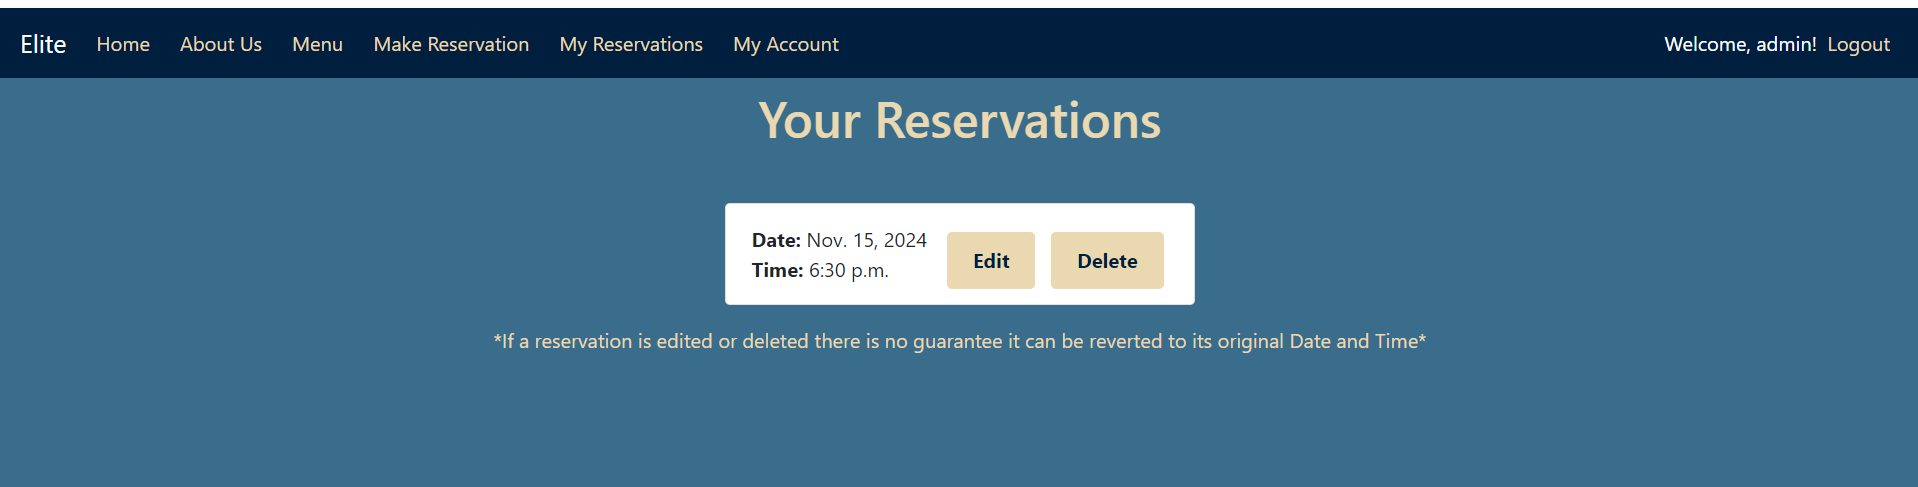 Elite Home About Us Menu Make Reservation My Reservations My Account Welcome, admin! Logout
Your Reservations
Date: Nov. 15, 2024
Time: 6:30 p.m.
Edit Delete
*If a reservation is edited or deleted there is no guarantee it can be reverted to its original Date and Time*